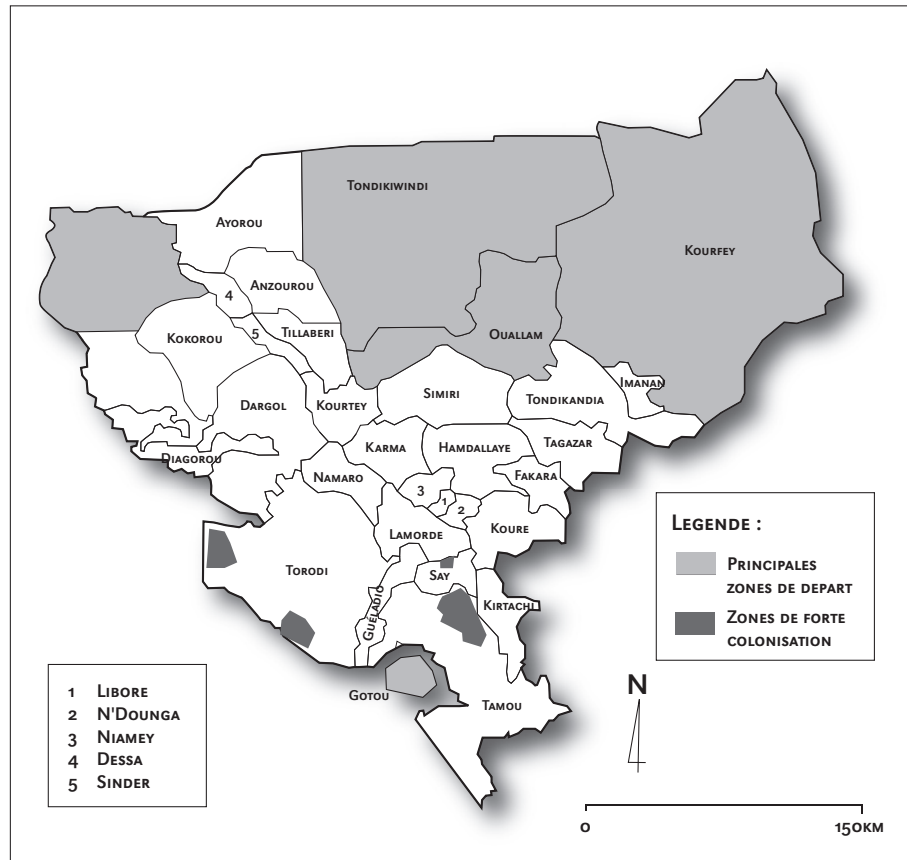 Tondikiwindi
Ayorou
Kourfey
Anzourou
4
5
Tillaberi
Ouallam
Kokorou
Imanan
Simiri
Tondikandia
Dargol
Kourtey
Karma
Hamdallaye
Tagazar
Diagorou
Namaro
Fakara
3
1
2
Koure
Lamorde
Torodi
Say
Kirtachi
Gueladio
Gotou
Tamou
Legende :
Principales
zones de depart
Zones de forte
colonisation
1 Libore
2 N'Dounga
3 Niamey
4 Dessa
5 Sinder
N
0 150km